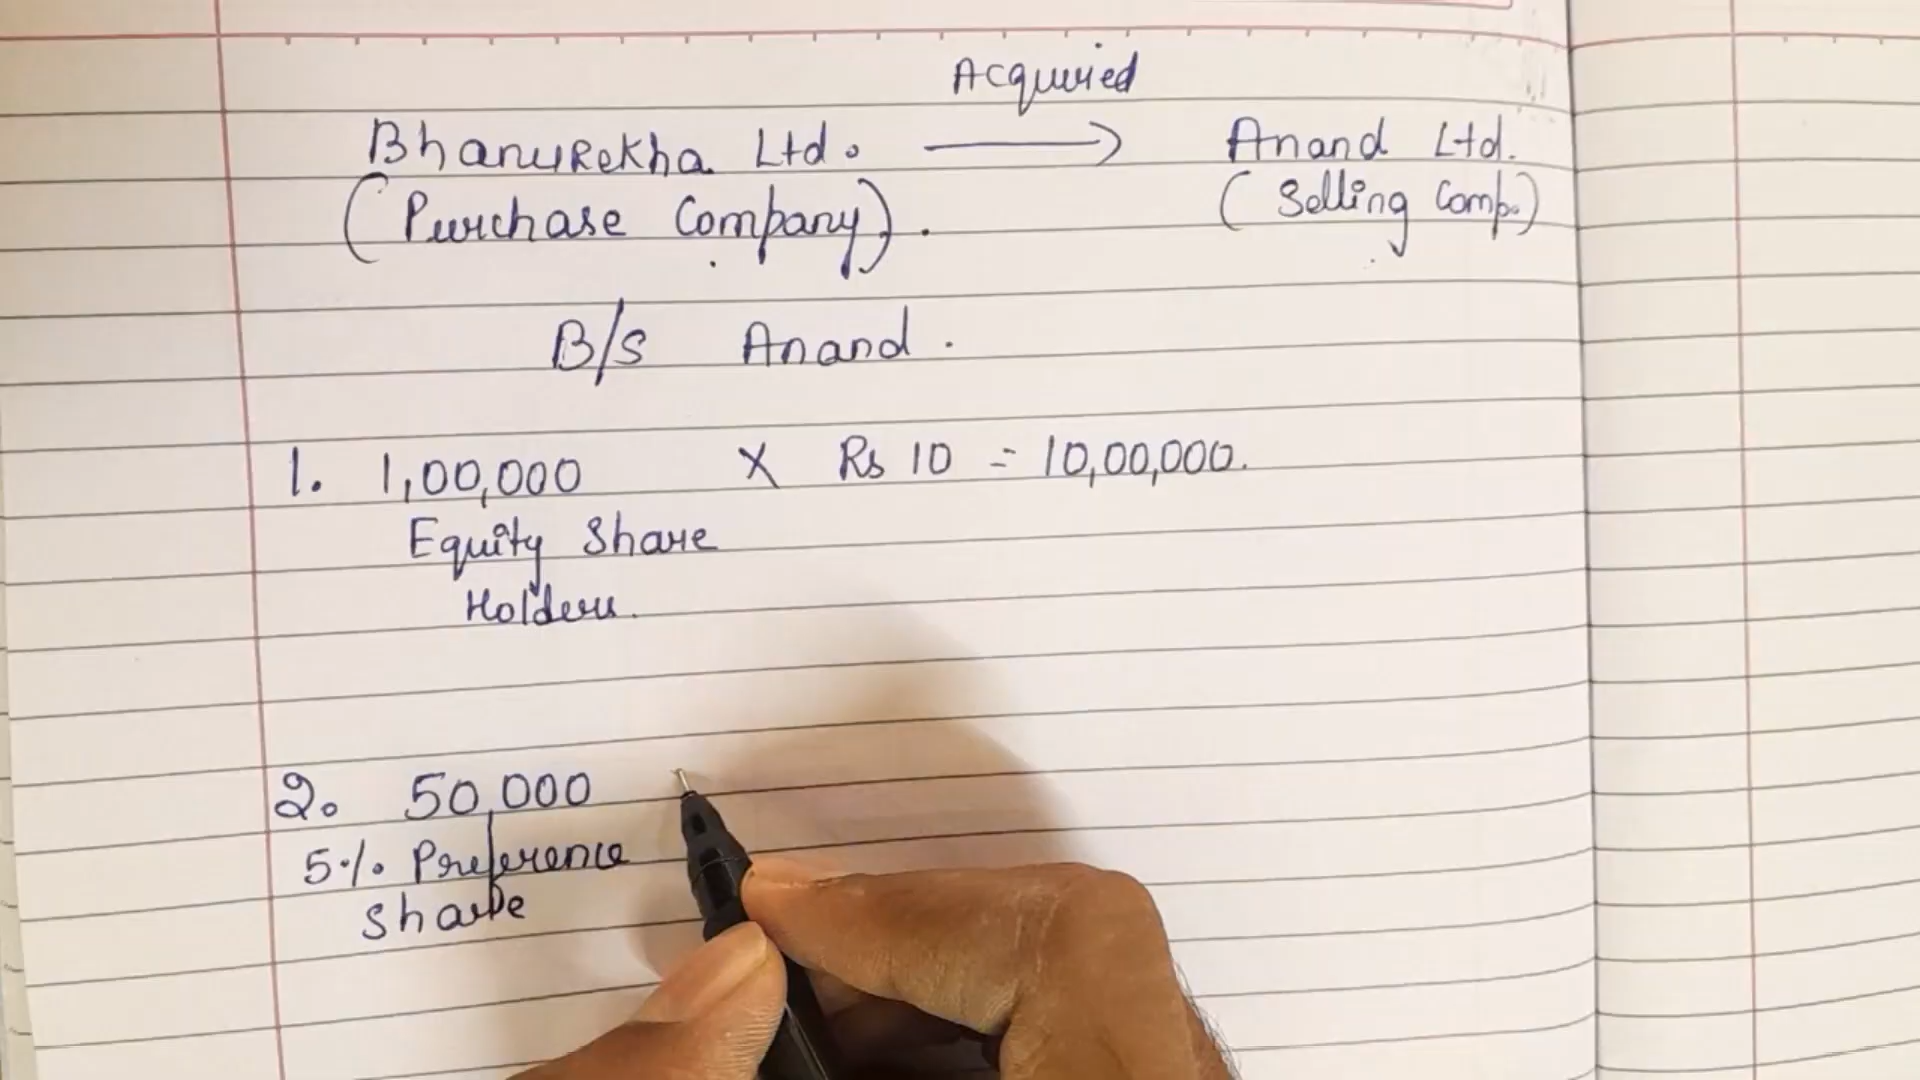 Acquried
Bhanurekha Ltd. → Anand Ltd.
(Purchase Company). (Selling Comp.)
B/S Anand.
1. 1,00,000 X Rs 10 = 10,00,000.
Equity Share
Holders.
2. 50,000
5% Preference
Share